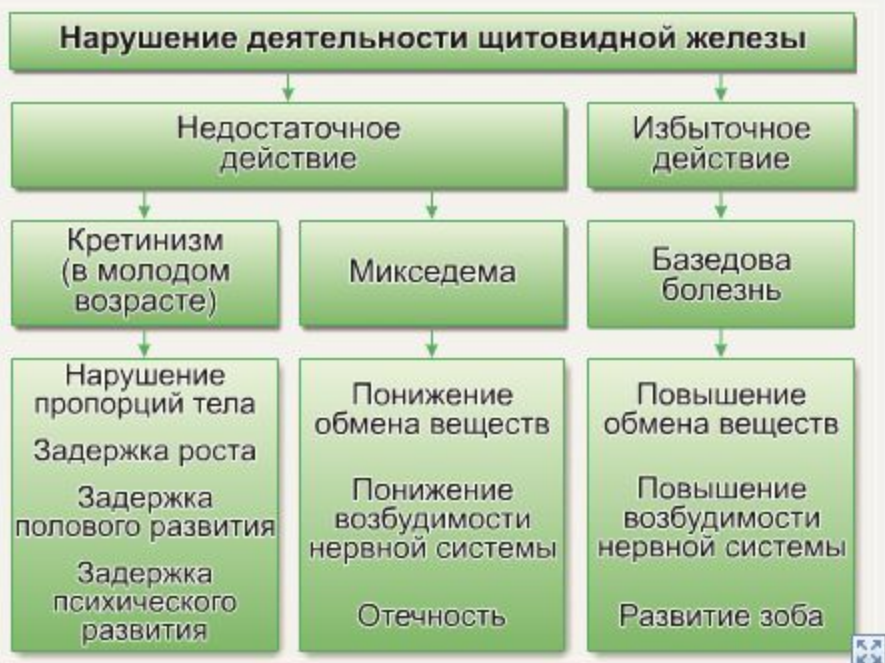 Нарушение деятельности щитовидной железы
Недостаточное
действие
Избыточное
действие
Кретинизм
(в молодом
возрасте)
Микседема
Базедова
болезнь
Нарушение
пропорций тела
Задержка роста
Задержка
полового развития
Задержка
психического
развития
Понижение
обмена веществ
Понижение
возбудимости
нервной системы
Отечность
Повышение
обмена веществ
Повышение
возбудимости
нервной системы
Развитие зоба